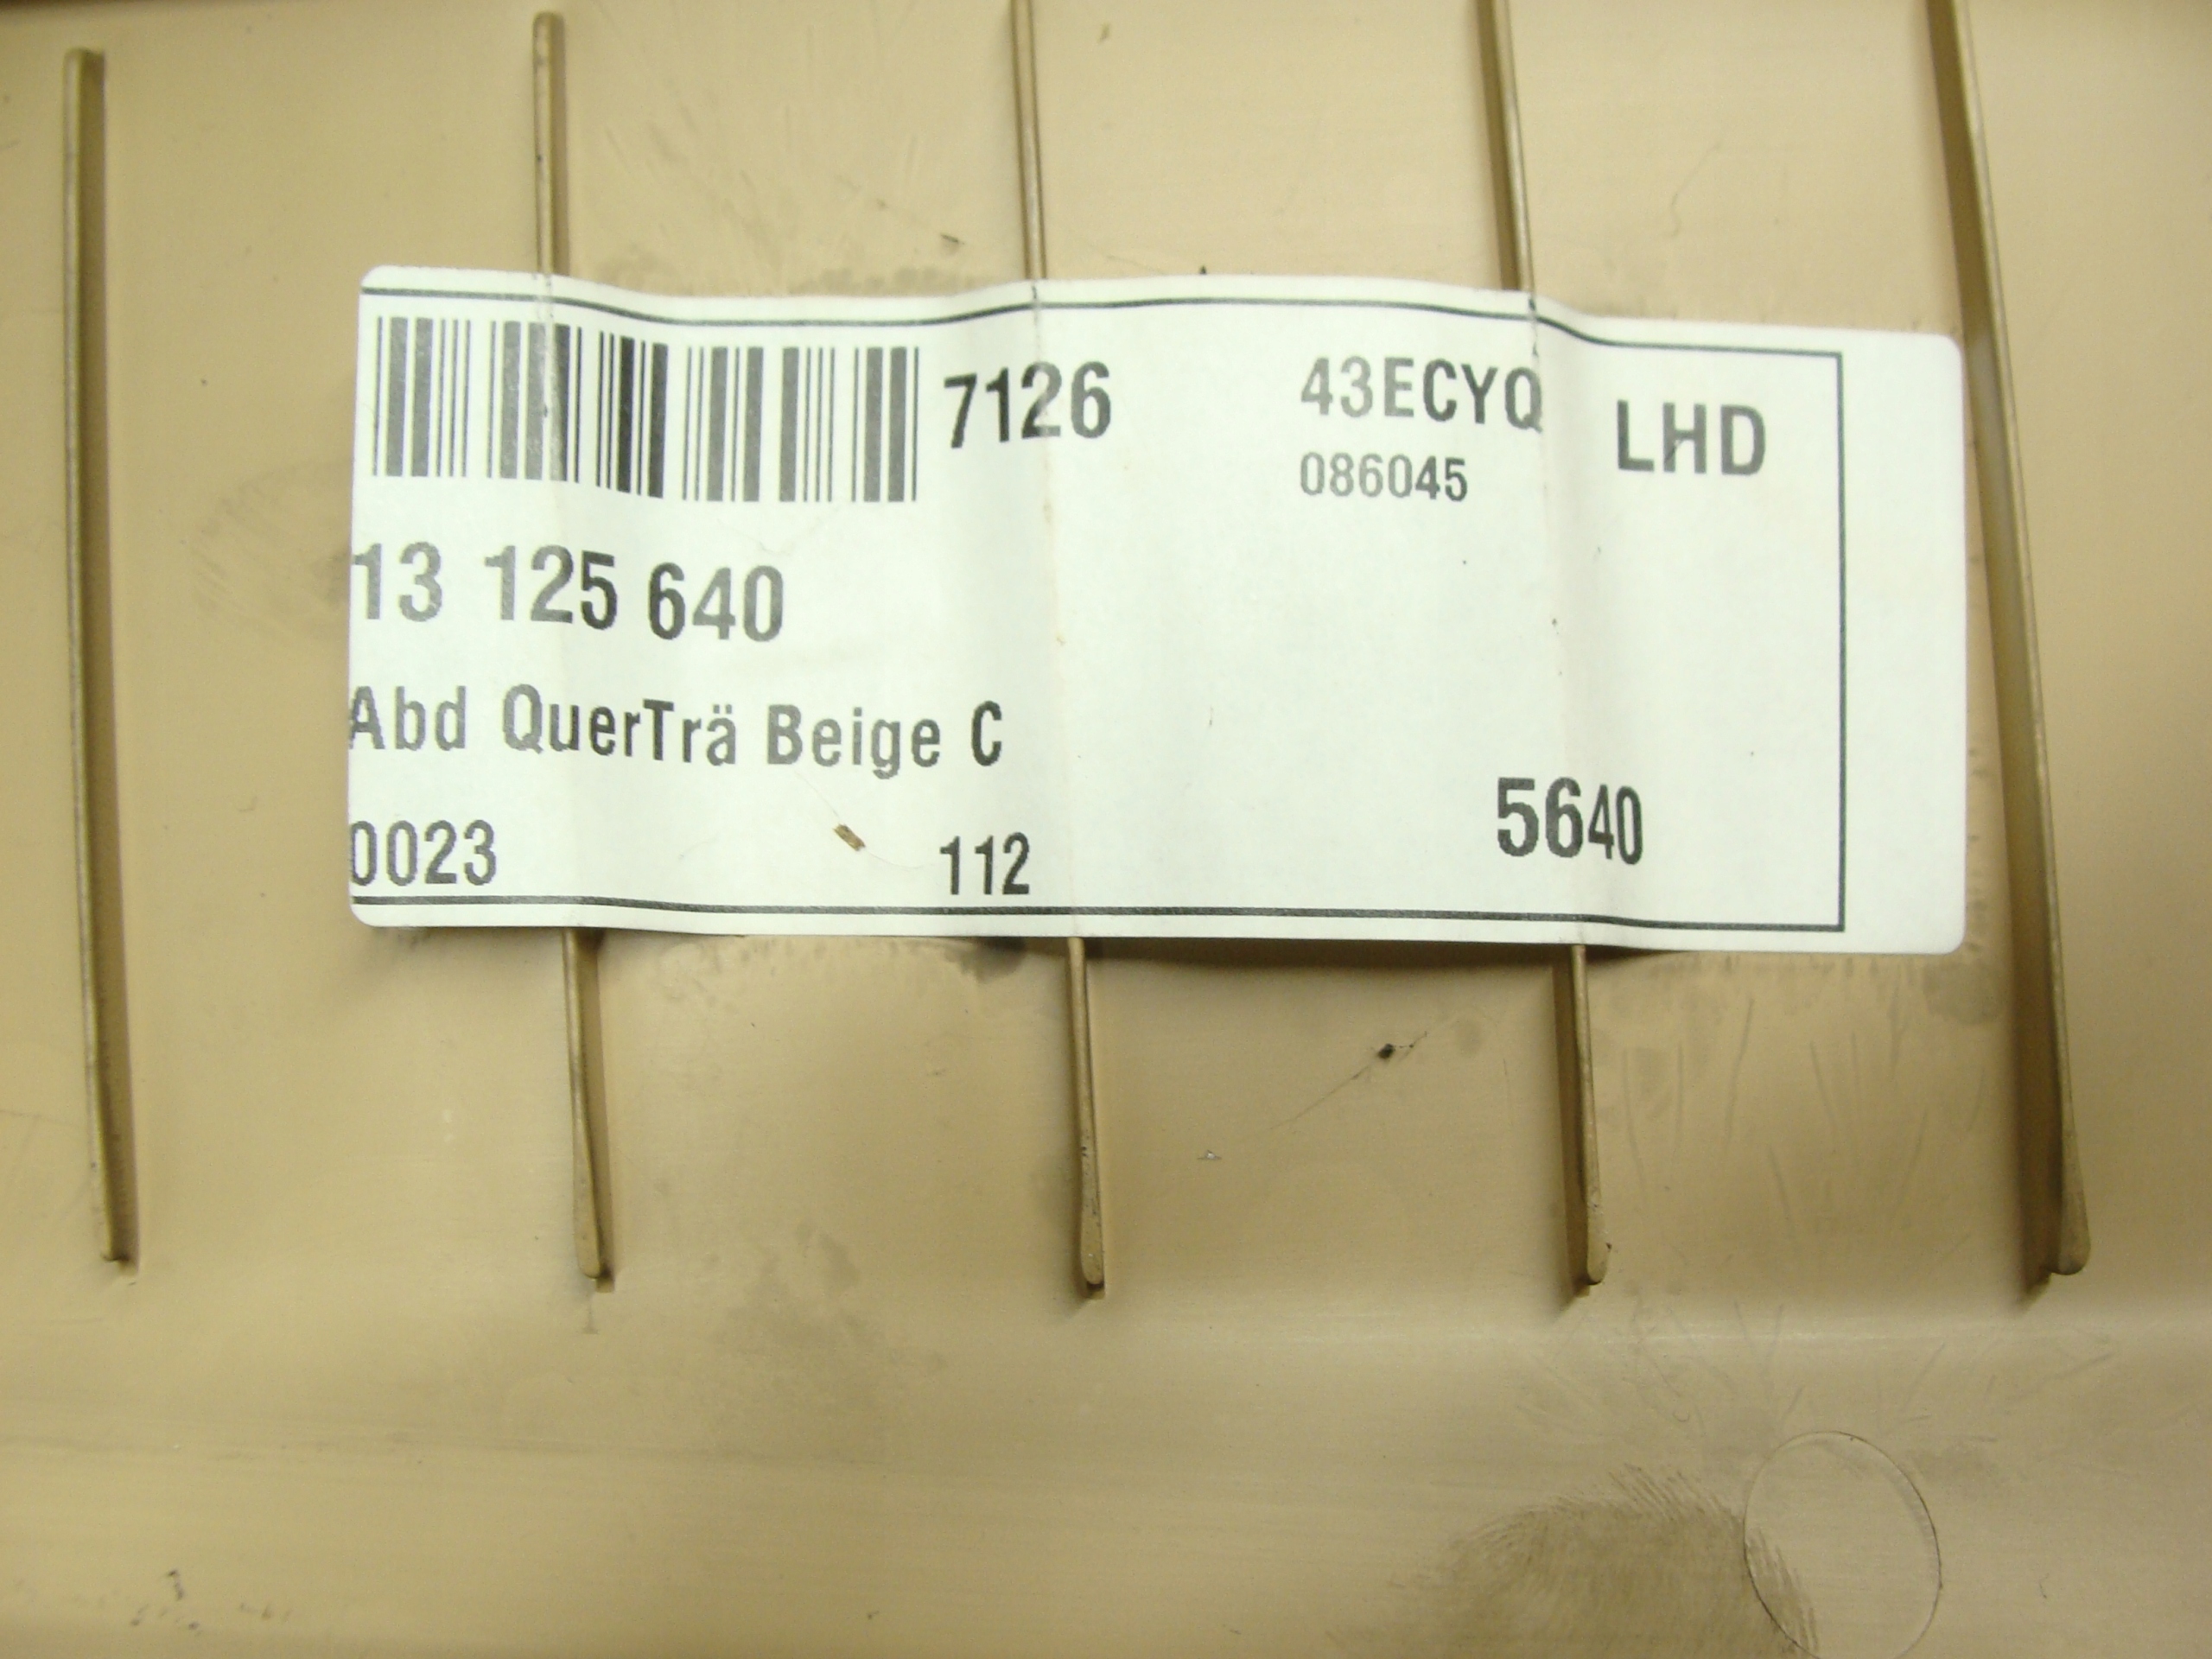 7126 43ECYQ LHD
086045
13 125 640
Abd QuerTrä Beige C
0023 112 5640